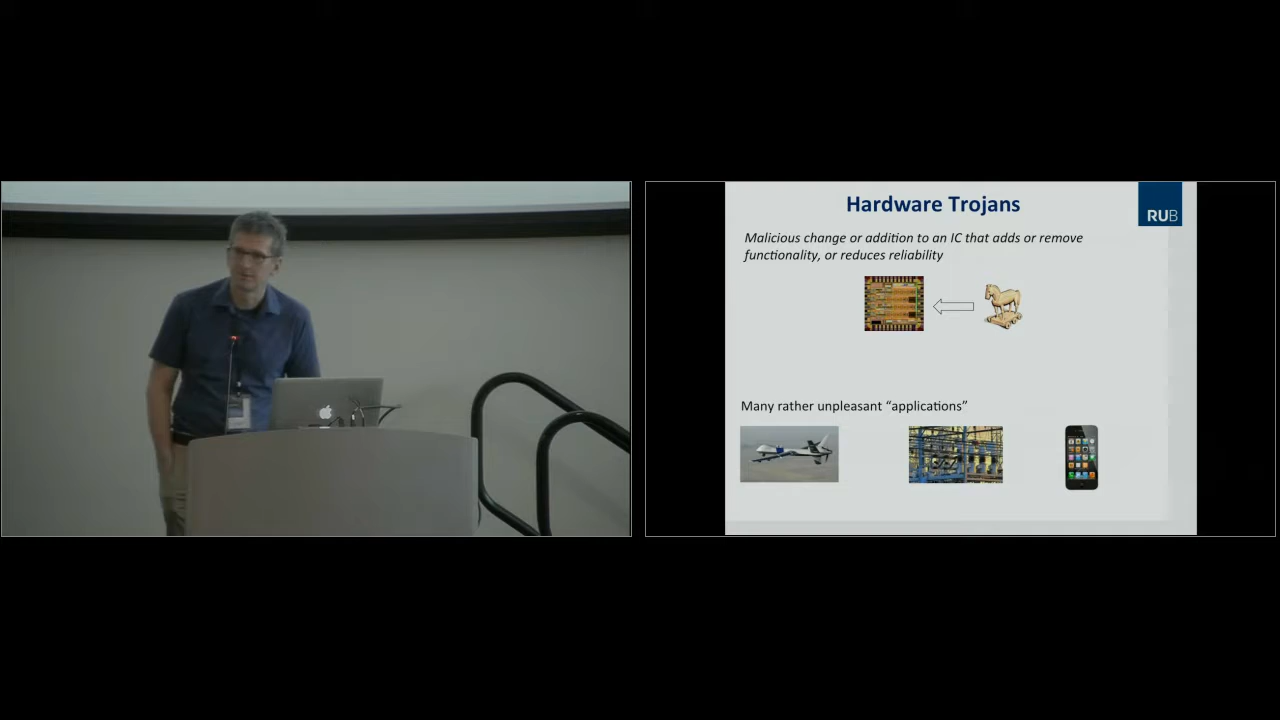 Hardware Trojans
RUB
Malicious change or addition to an IC that adds or remove
functionality, or reduces reliability
Many rather unpleasant “applications”